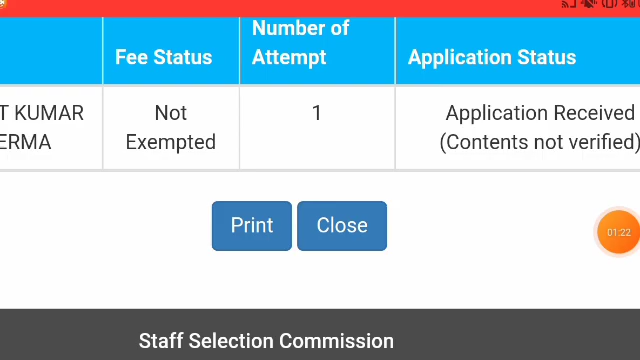 Number of
Fee Status Attempt Application Status
T KUMAR Not 1 Application Received
ERMA Exempted (Contents not verified)
Print Close
01:22
Staff Selection Commission